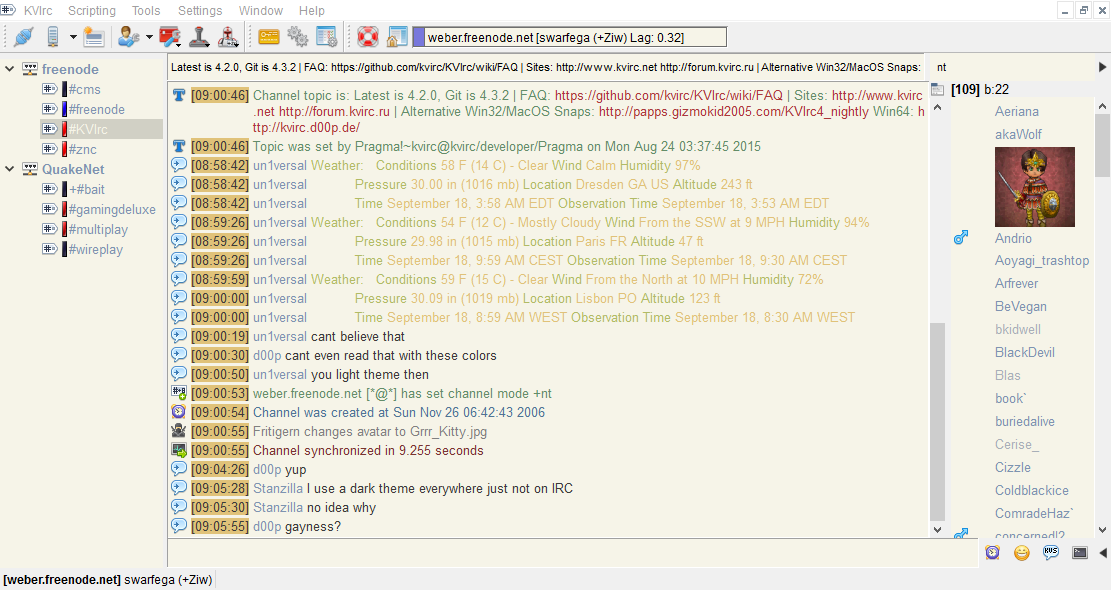 KVIrc Scripting Tools Settings Window Help
weber.freenode.net [swarfega (+Ziw) Lag: 0.32]
freenode
#cms
#freenode
#KVIrc
#znc
QuakeNet
+#bait
#gamingdeluxe
#multiplay
#wireplay
Latest is 4.2.0, Git is 4.3.2 | FAQ: https://github.com/kvirc/KVIrc/wiki/FAQ | Sites: http://www.kvirc.net http://forum.kvirc.ru | Alternative Win32/MacOS Snaps:
nt
[09:00:46] Channel topic is: Latest is 4.2.0, Git is 4.3.2 | FAQ: https://github.com/kvirc/KVIrc/wiki/FAQ | Sites: http://www.kvirc
.net http://forum.kvirc.ru | Alternative Win32/MacOS Snaps: http://papps.gizmokid2005.com/KVIrc4_nightly Win64: h
ttp://kvirc.d00p.de/
[09:00:46] Topic was set by Pragma!~kvirc@kvirc/developer/Pragma on Mon Aug 24 03:37:45 2015
[08:58:42] un1versal Weather: Conditions 58 F (14 C) - Clear Wind Calm Humidity 97%
[08:58:42] un1versal Pressure 30.00 in (1016 mb) Location Dresden GA US Altitude 243 ft
[08:58:42] un1versal Time September 18, 3:58 AM EDT Observation Time September 18, 3:53 AM EDT
[08:59:26] un1versal Weather: Conditions 54 F (12 C) - Mostly Cloudy Wind From the SSW at 9 MPH Humidity 94%
[08:59:26] un1versal Pressure 29.98 in (1015 mb) Location Paris FR Altitude 47 ft
[08:59:26] un1versal Time September 18, 9:59 AM CEST Observation Time September 18, 9:30 AM CEST
[08:59:59] un1versal Weather: Conditions 59 F (15 C) - Clear Wind From the North at 10 MPH Humidity 72%
[09:00:00] un1versal Pressure 30.09 in (1019 mb) Location Lisbon PO Altitude 123 ft
[09:00:00] un1versal Time September 18, 8:59 AM WEST Observation Time September 18, 8:30 AM WEST
[09:00:19] un1versal cant believe that
[09:00:30] d00p cant even read that with these colors
[09:00:50] un1versal you light theme then
[09:00:53] weber.freenode.net [*@*] has set channel mode +nt
[09:00:54] Channel was created at Sun Nov 26 06:42:43 2006
[09:00:55] Fritigern changes avatar to Grrr_Kitty.jpg
[09:00:55] Channel synchronized in 9.255 seconds
[09:04:26] d00p yup
[09:05:28] Stanzilla I use a dark theme everywhere just not on IRC
[09:05:30] Stanzilla no idea why
[09:05:55] d00p gayness?
[109] b:22
Aeriana
akaWolf
Andrio
Aoyagi_trashtop
Arfrever
BeVegan
bkidwell
BlackDevil
Blas
book`
buriedalive
Cerise_
Cizzle
Coldblackice
ComradeHaz`
concernedl2
KVS
[weber.freenode.net] swarfega (+Ziw)